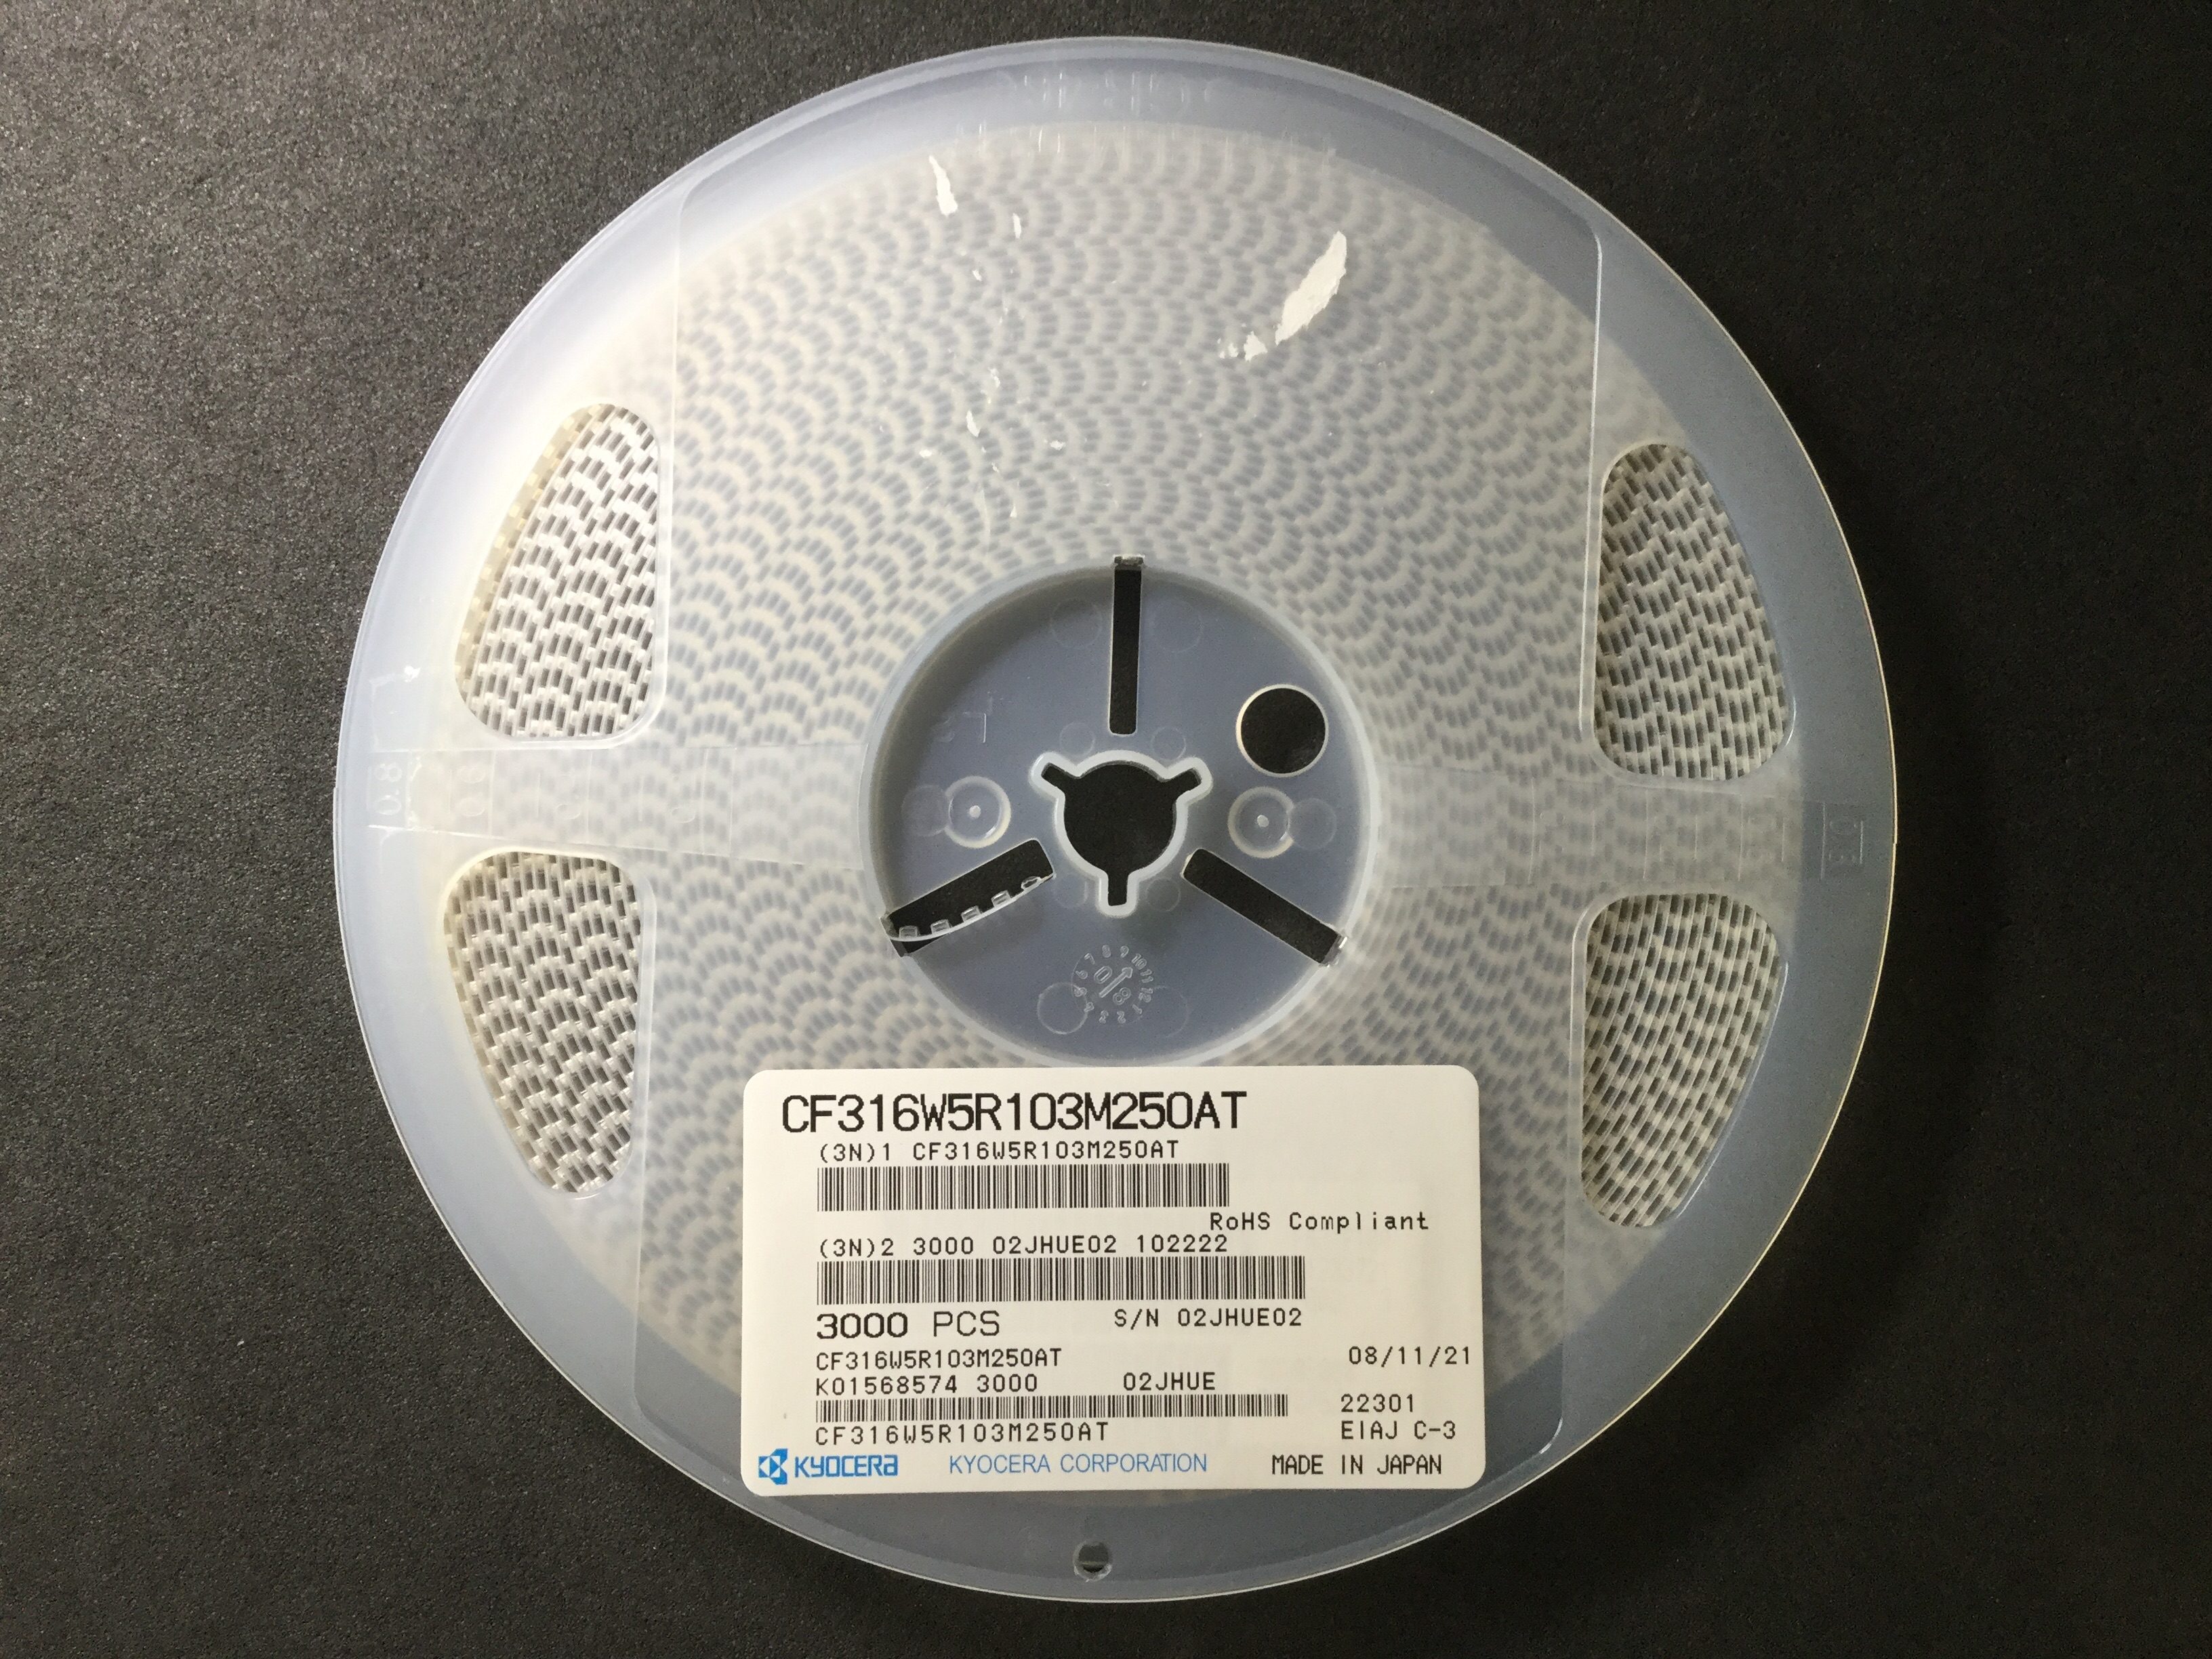 CF316W5R103M250AT
(3N)1 CF316W5R103M250AT
RoHS Compliant
(3N)2 3000 02JHUE02 102222
3000 PCS S/N 02JHUE02
CF316W5R103M250AT 08/11/21
K01568574 3000 02JHUE
22301
CF316W5R103M250AT EIAJ C-3
KYOCERA KYOCERA CORPORATION MADE IN JAPAN